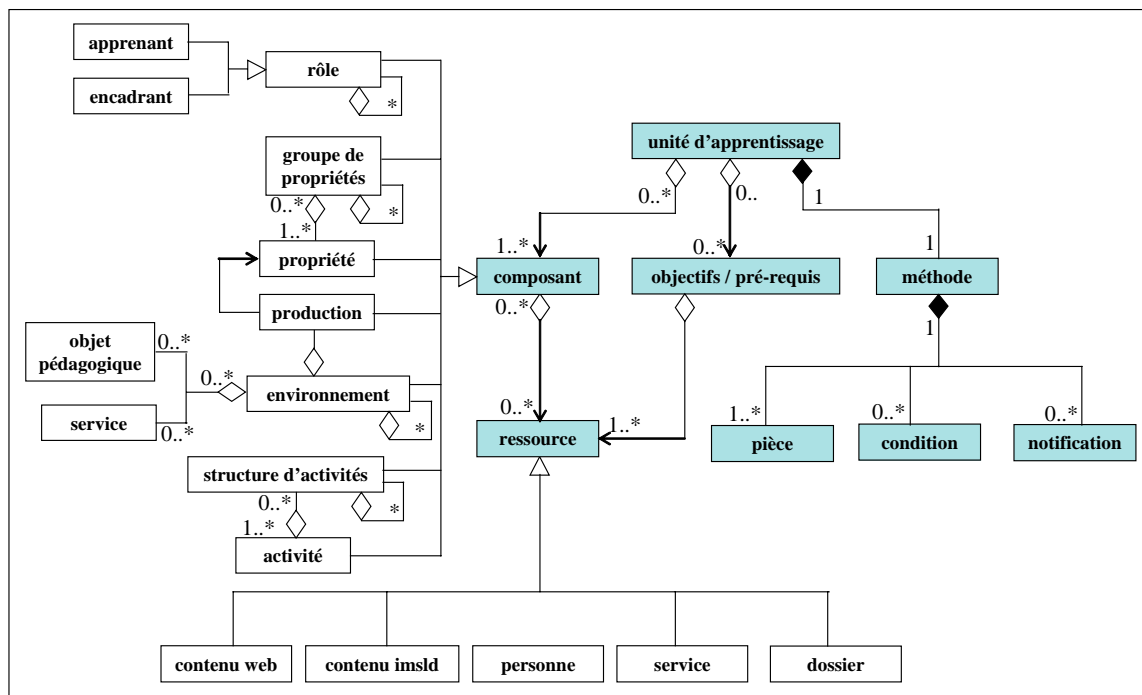 apprenant
rôle
encadrant
*
unité d'apprentissage
groupe de
propriétés
0..*
*
1..*
propriété
0..*
0..
1
1..*
0..*
1
composant
objectifs / pré-requis
méthode
production
0..*
1
objet
pédagogique
0..*
0..*
environnement
service
0..*
*
0..*
1..*
1..*
0..*
0..*
ressource
pièce
condition
notification
structure d'activités
0..*
*
1..*
activité
contenu web
contenu imsld
personne
service
dossier